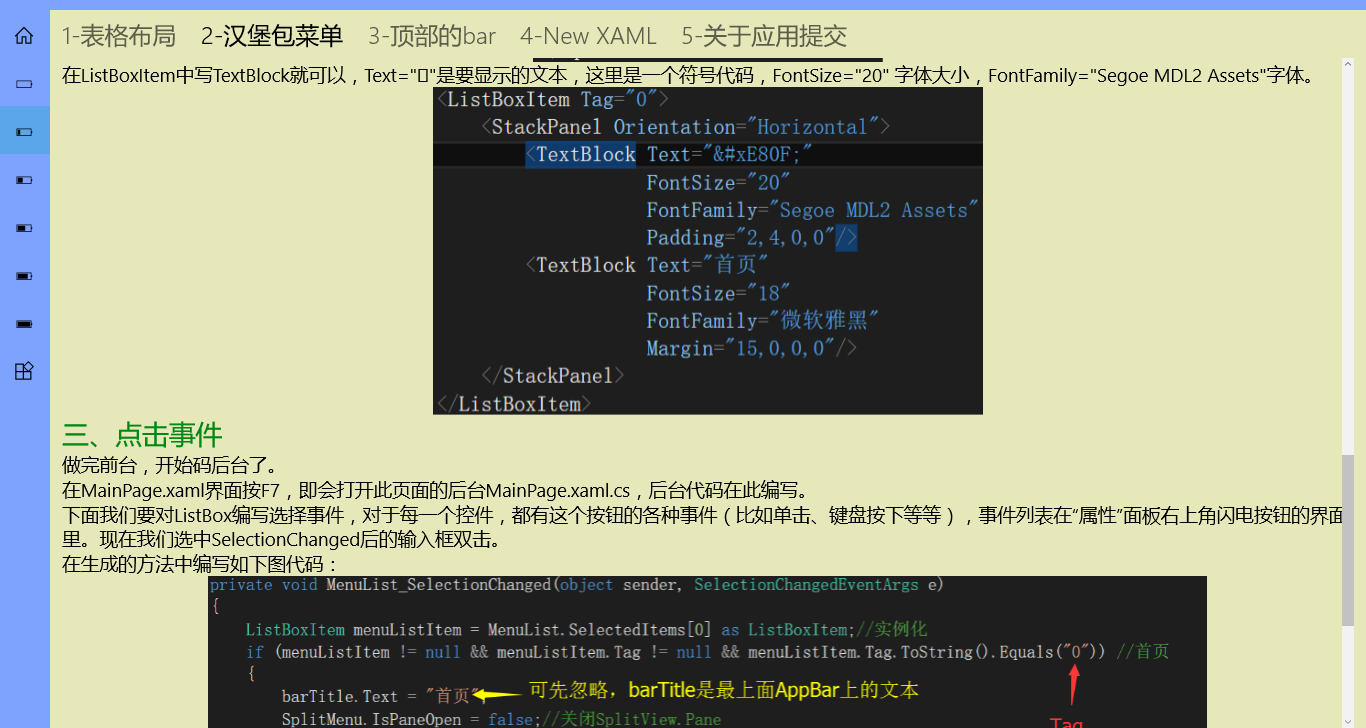 1-表格布局 2-汉堡包菜单 3-顶部的bar 4-New XAML 5-关于应用提交
在ListBoxItem中写TextBlock就可以，Text="▯"是要显示的文本，这里是一个符号代码，FontSize="20" 字体大小，FontFamily="Segoe MDL2 Assets"字体。
<ListBoxItem Tag="0">
<StackPanel Orientation="Horizontal">
<TextBlock Text="&#xE80F;"
FontSize="20"
FontFamily="Segoe MDL2 Assets"
Padding="2,4,0,0"/>
<TextBlock Text="首页"
FontSize="18"
FontFamily="微软雅黑"
Margin="15,0,0,0"/>
</StackPanel>
</ListBoxItem>
三、点击事件
做完前台，开始码后台了。
在MainPage.xaml界面按F7，即会打开此页面的后台MainPage.xaml.cs，后台代码在此编写。
下面我们要对ListBox编写选择事件，对于每一个控件，都有这个按钮的各种事件（比如单击、键盘按下等等），事件列表在“属性”面板右上角闪电按钮的界面
里。现在我们选中SelectionChanged后的输入框双击。
在生成的方法中编写如下图代码：
private void MenuList_SelectionChanged(object sender, SelectionChangedEventArgs e)
{
ListBoxItem menuListItem = MenuList.SelectedItems[0] as ListBoxItem;//实例化
if (menuListItem != null && menuListItem.Tag != null && menuListItem.Tag.ToString().Equals("0")) //首页
{
barTitle.Text = "首页"; 可先忽略，barTitle是最上面AppBar上的文本
SplitMenu.IsPaneOpen = false;//关闭SplitView.Pane
Tag